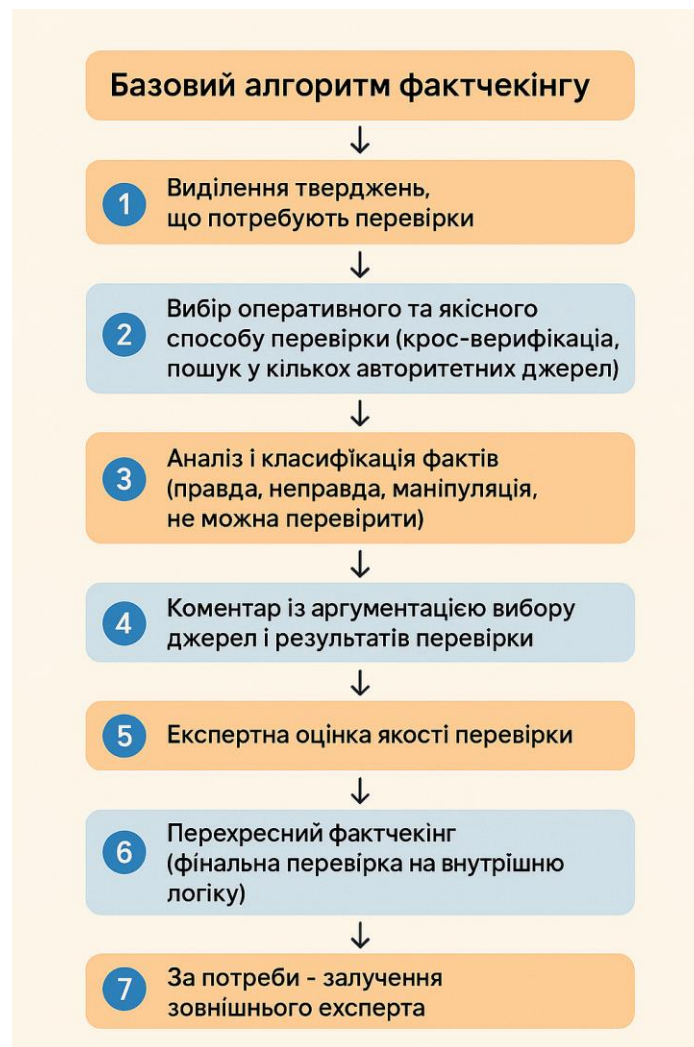 Базовий алгоритм фактчекінгу
1
Виділення тверджень,
що потребують перевірки
2
Вибір оперативного та якісного
способу перевірки (крос-верифікаціа,
пошук у кількох авторитетних джерел)
3
Аналіз і класифїкація фактів
(правда, неправда, маніпуляція,
не можна перевірити)
4
Коментар із аргументацією вибору
джерел і результатів перевірки
5
Експертна оцінка якості перевірки
6
Перехресний фактчекінг
(фінальна перевірка на внутрішню
логіку)
7
За потреби - залучення
зовнішнього експерта